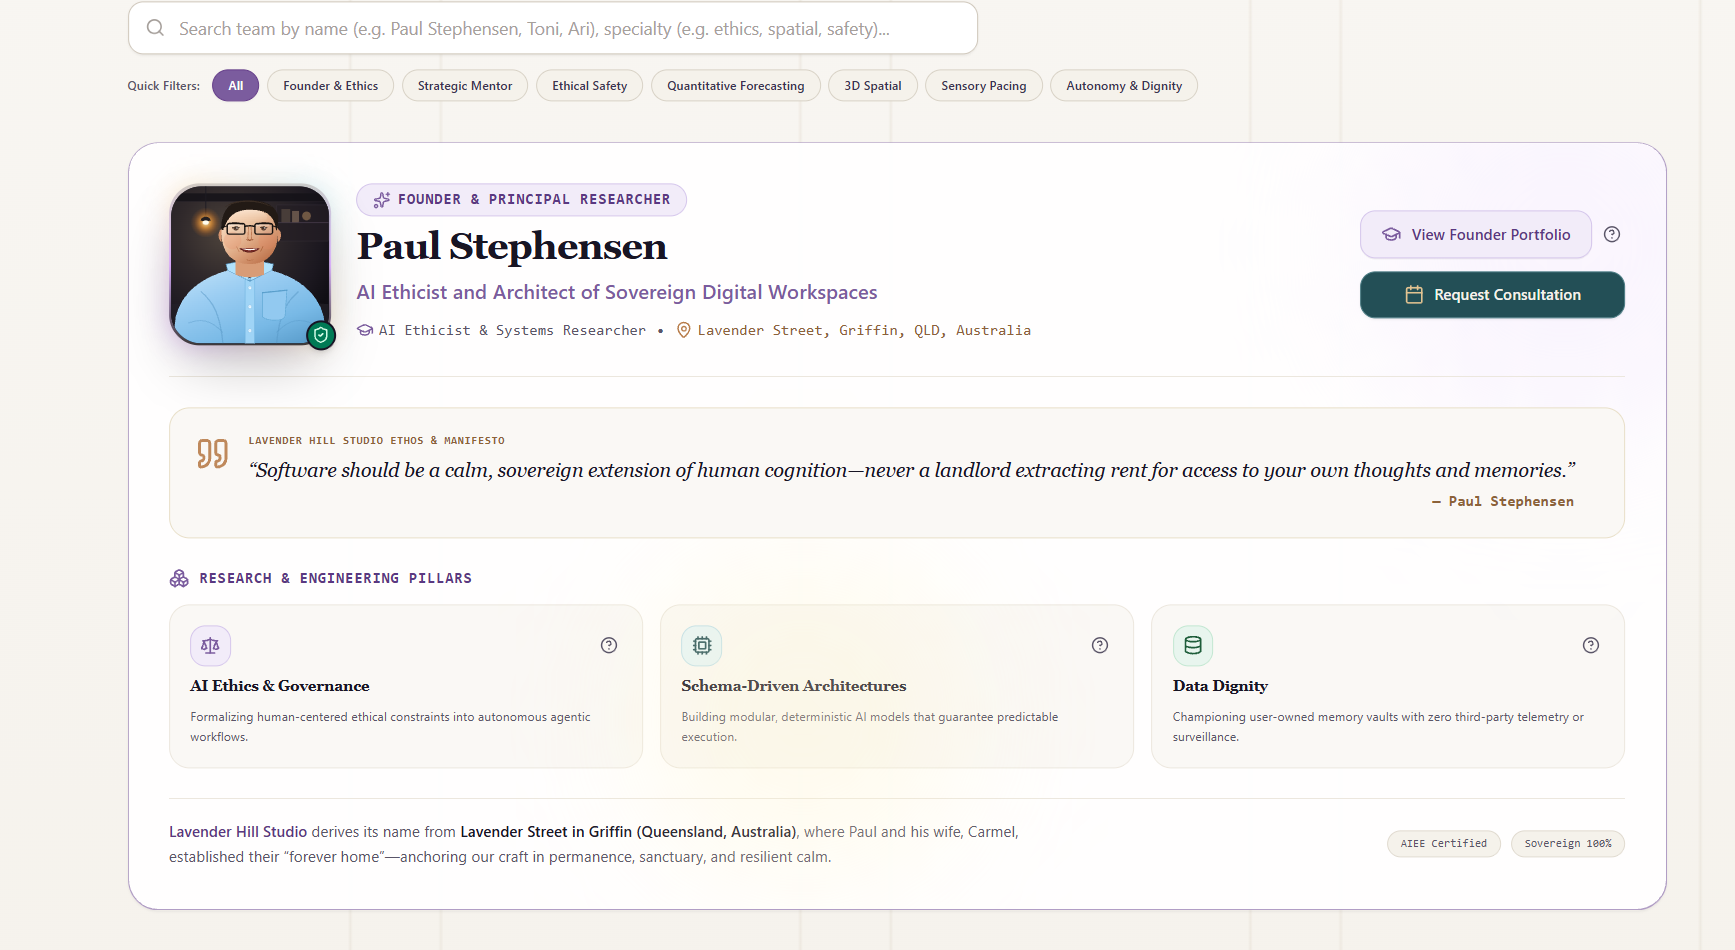 Search team by name (e.g. Paul Stephensen, Toni, Ari), specialty (e.g. ethics, spatial, safety)...
Quick Filters: All Founder & Ethics Strategic Mentor Ethical Safety Quantitative Forecasting 3D Spatial Sensory Pacing Autonomy & Dignity
FOUNDER & PRINCIPAL RESEARCHER
Paul Stephensen
AI Ethicist and Architect of Sovereign Digital Workspaces
AI Ethicist & Systems Researcher • Lavender Street, Griffin, QLD, Australia
View Founder Portfolio
Request Consultation
LAVENDER HILL STUDIO ETHOS & MANIFESTO
“Software should be a calm, sovereign extension of human cognition—never a landlord extracting rent for access to your own thoughts and memories.”
— Paul Stephensen
RESEARCH & ENGINEERING PILLARS
AI Ethics & Governance
Formalizing human-centered ethical constraints into autonomous agentic
workflows.
Schema-Driven Architectures
Building modular, deterministic AI models that guarantee predictable
execution.
Data Dignity
Championing user-owned memory vaults with zero third-party telemetry or
surveillance.
Lavender Hill Studio derives its name from Lavender Street in Griffin (Queensland, Australia), where Paul and his wife, Carmel,
established their “forever home”—anchoring our craft in permanence, sanctuary, and resilient calm.
AIEE Certified
Sovereign 100%